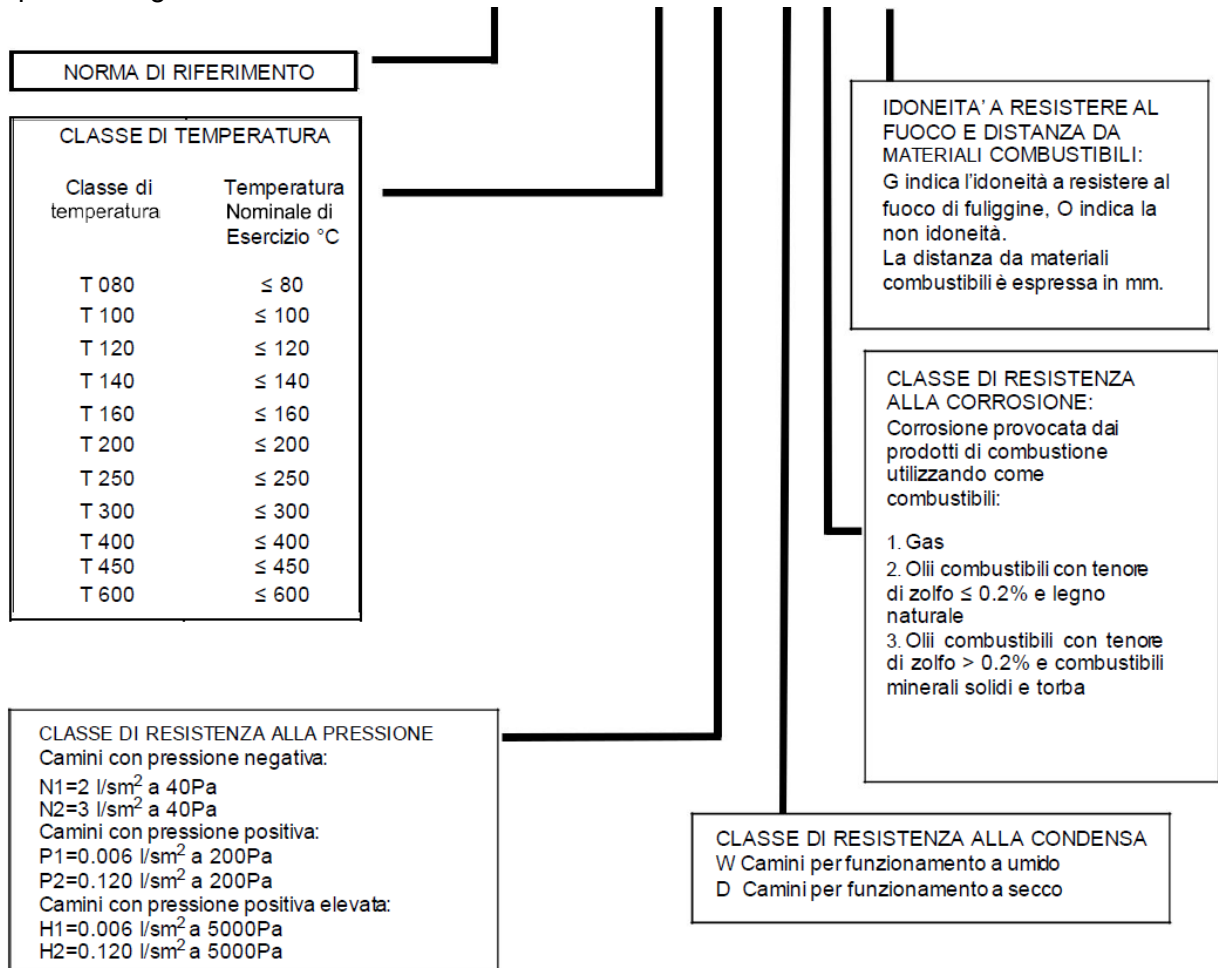 NORMA DI RIFERIMENTO
CLASSE DI TEMPERATURA
Classe di temperatura Temperatura Nominale di Esercizio °C
T 080 ≤ 80
T 100 ≤ 100
T 120 ≤ 120
T 140 ≤ 140
T 160 ≤ 160
T 200 ≤ 200
T 250 ≤ 250
T 300 ≤ 300
T 400 ≤ 400
T 450 ≤ 450
T 600 ≤ 600
CLASSE DI RESISTENZA ALLA PRESSIONE
Camini con pressione negativa:
N1=2 l/sm² a 40Pa
N2=3 l/sm² a 40Pa
Camini con pressione positiva:
P1=0.006 l/sm² a 200Pa
P2=0.120 l/sm² a 200Pa
Camini con pressione positiva elevata:
H1=0.006 l/sm² a 5000Pa
H2=0.120 l/sm² a 5000Pa
IDONEITA' A RESISTERE AL
FUOCO E DISTANZA DA
MATERIALI COMBUSTIBILI:
G indica l'idoneità a resistere al
fuoco di fuliggine, O indica la
non idoneità.
La distanza da materiali
combustibili è espressa in mm.
CLASSE DI RESISTENZA
ALLA CORROSIONE:
Corrosione provocata dai
prodotti di combustione
utilizzando come
combustibili:
1. Gas
2. Olii combustibili con tenore
di zolfo ≤ 0.2% e legno
naturale
3. Olii combustibili con tenore
di zolfo > 0.2% e combustibili
minerali solidi e torba
CLASSE DI RESISTENZA ALLA CONDENSA
W Camini per funzionamento a umido
D Camini per funzionamento a secco